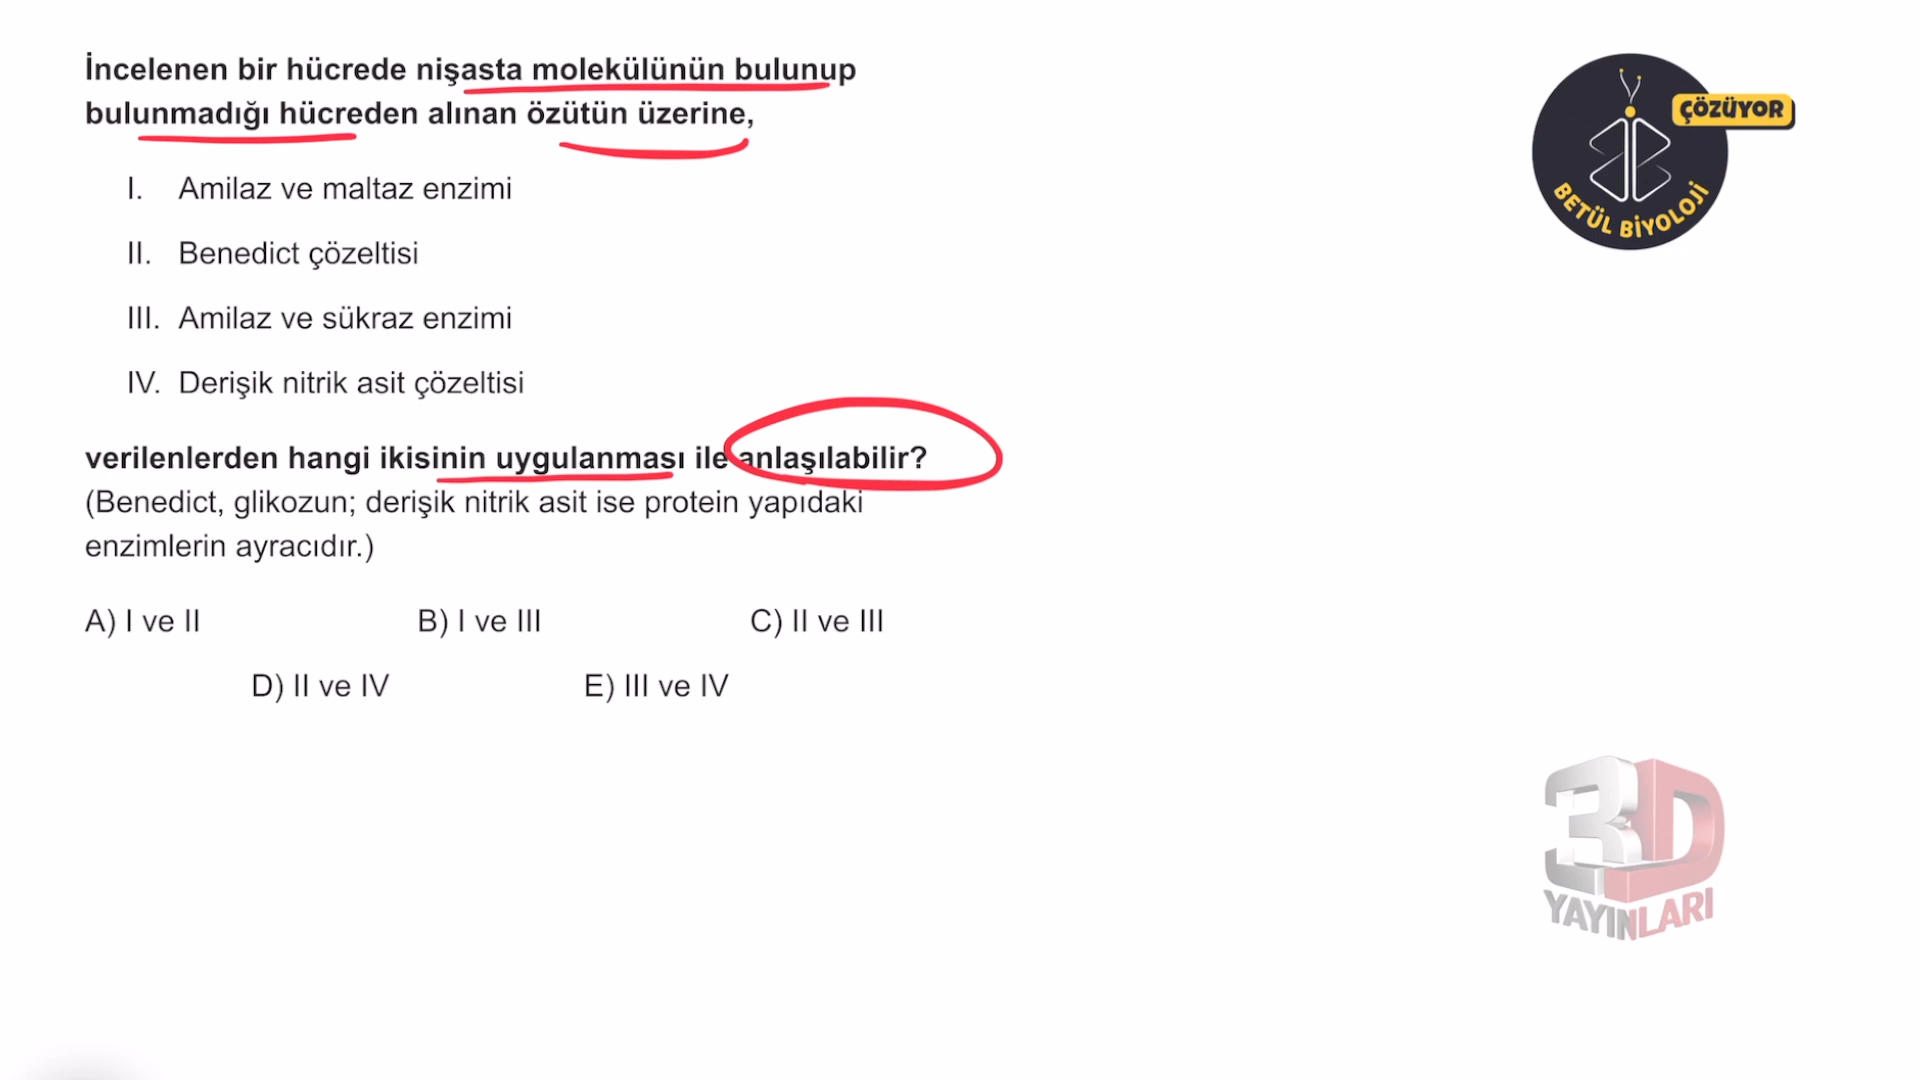 İncelenen bir hücrede nişasta molekülünün bulunup
bulunmadığı hücreden alınan özütün üzerine,
I. Amilaz ve maltaz enzimi
II. Benedict çözeltisi
III. Amilaz ve sükraz enzimi
IV. Derişik nitrik asit çözeltisi
verilenlerden hangi ikisinin uygulanması ile anlaşılabilir?
(Benedict, glikozun; derişik nitrik asit ise protein yapıdaki
enzimlerin ayracıdır.)
A) I ve II B) I ve III C) II ve III
D) II ve IV E) III ve IV
ÇÖZÜYOR
BETÜL BİYOLOJİ
3D
YAYINLARI